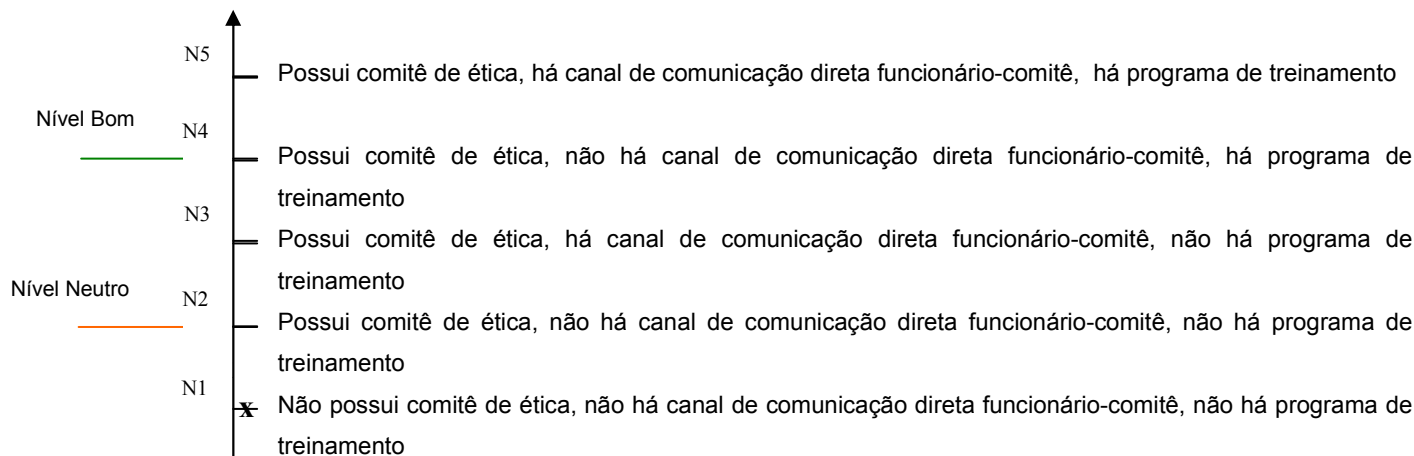 N5
Possui comitê de ética, há canal de comunicação direta funcionário-comitê, há programa de treinamento
Nível Bom
N4
Possui comitê de ética, não há canal de comunicação direta funcionário-comitê, há programa de
treinamento
N3
Possui comitê de ética, há canal de comunicação direta funcionário-comitê, não há programa de
treinamento
Nível Neutro
N2
Possui comitê de ética, não há canal de comunicação direta funcionário-comitê, não há programa de
treinamento
N1
x Não possui comitê de ética, não há canal de comunicação direta funcionário-comitê, não há programa de
treinamento